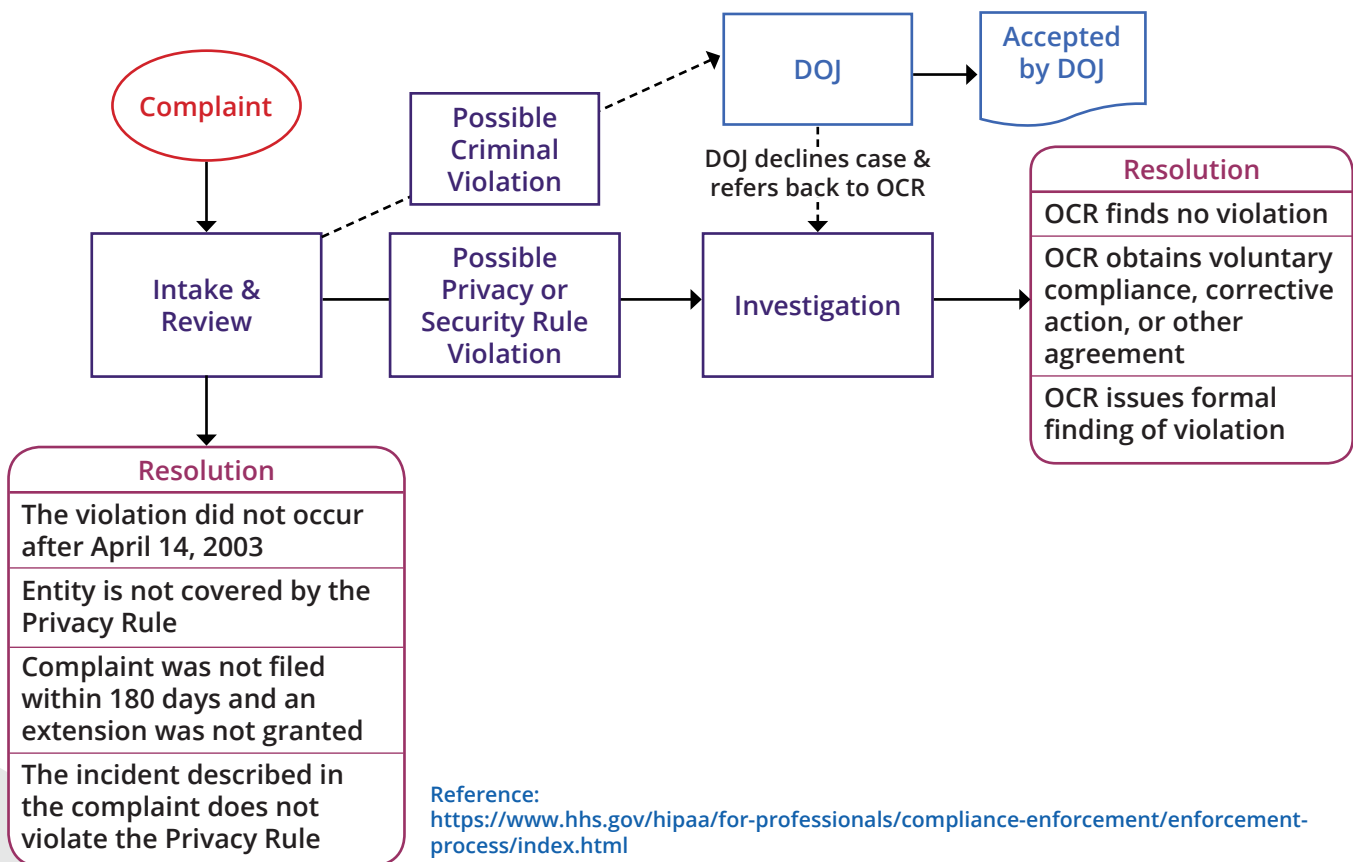 Complaint
Possible
Criminal
Violation
DOJ
Accepted
by DOJ
DOJ declines case &
refers back to OCR
Intake &
Review
Possible
Privacy or
Security Rule
Violation
Investigation
Resolution
OCR finds no violation
OCR obtains voluntary
compliance, corrective
action, or other
agreement
OCR issues formal
finding of violation
Resolution
The violation did not occur
after April 14, 2003
Entity is not covered by the
Privacy Rule
Complaint was not filed
within 180 days and an
extension was not granted
The incident described in
the complaint does not
violate the Privacy Rule
Reference:
https://www.hhs.gov/hipaa/for-professionals/compliance-enforcement/enforcement-
process/index.html